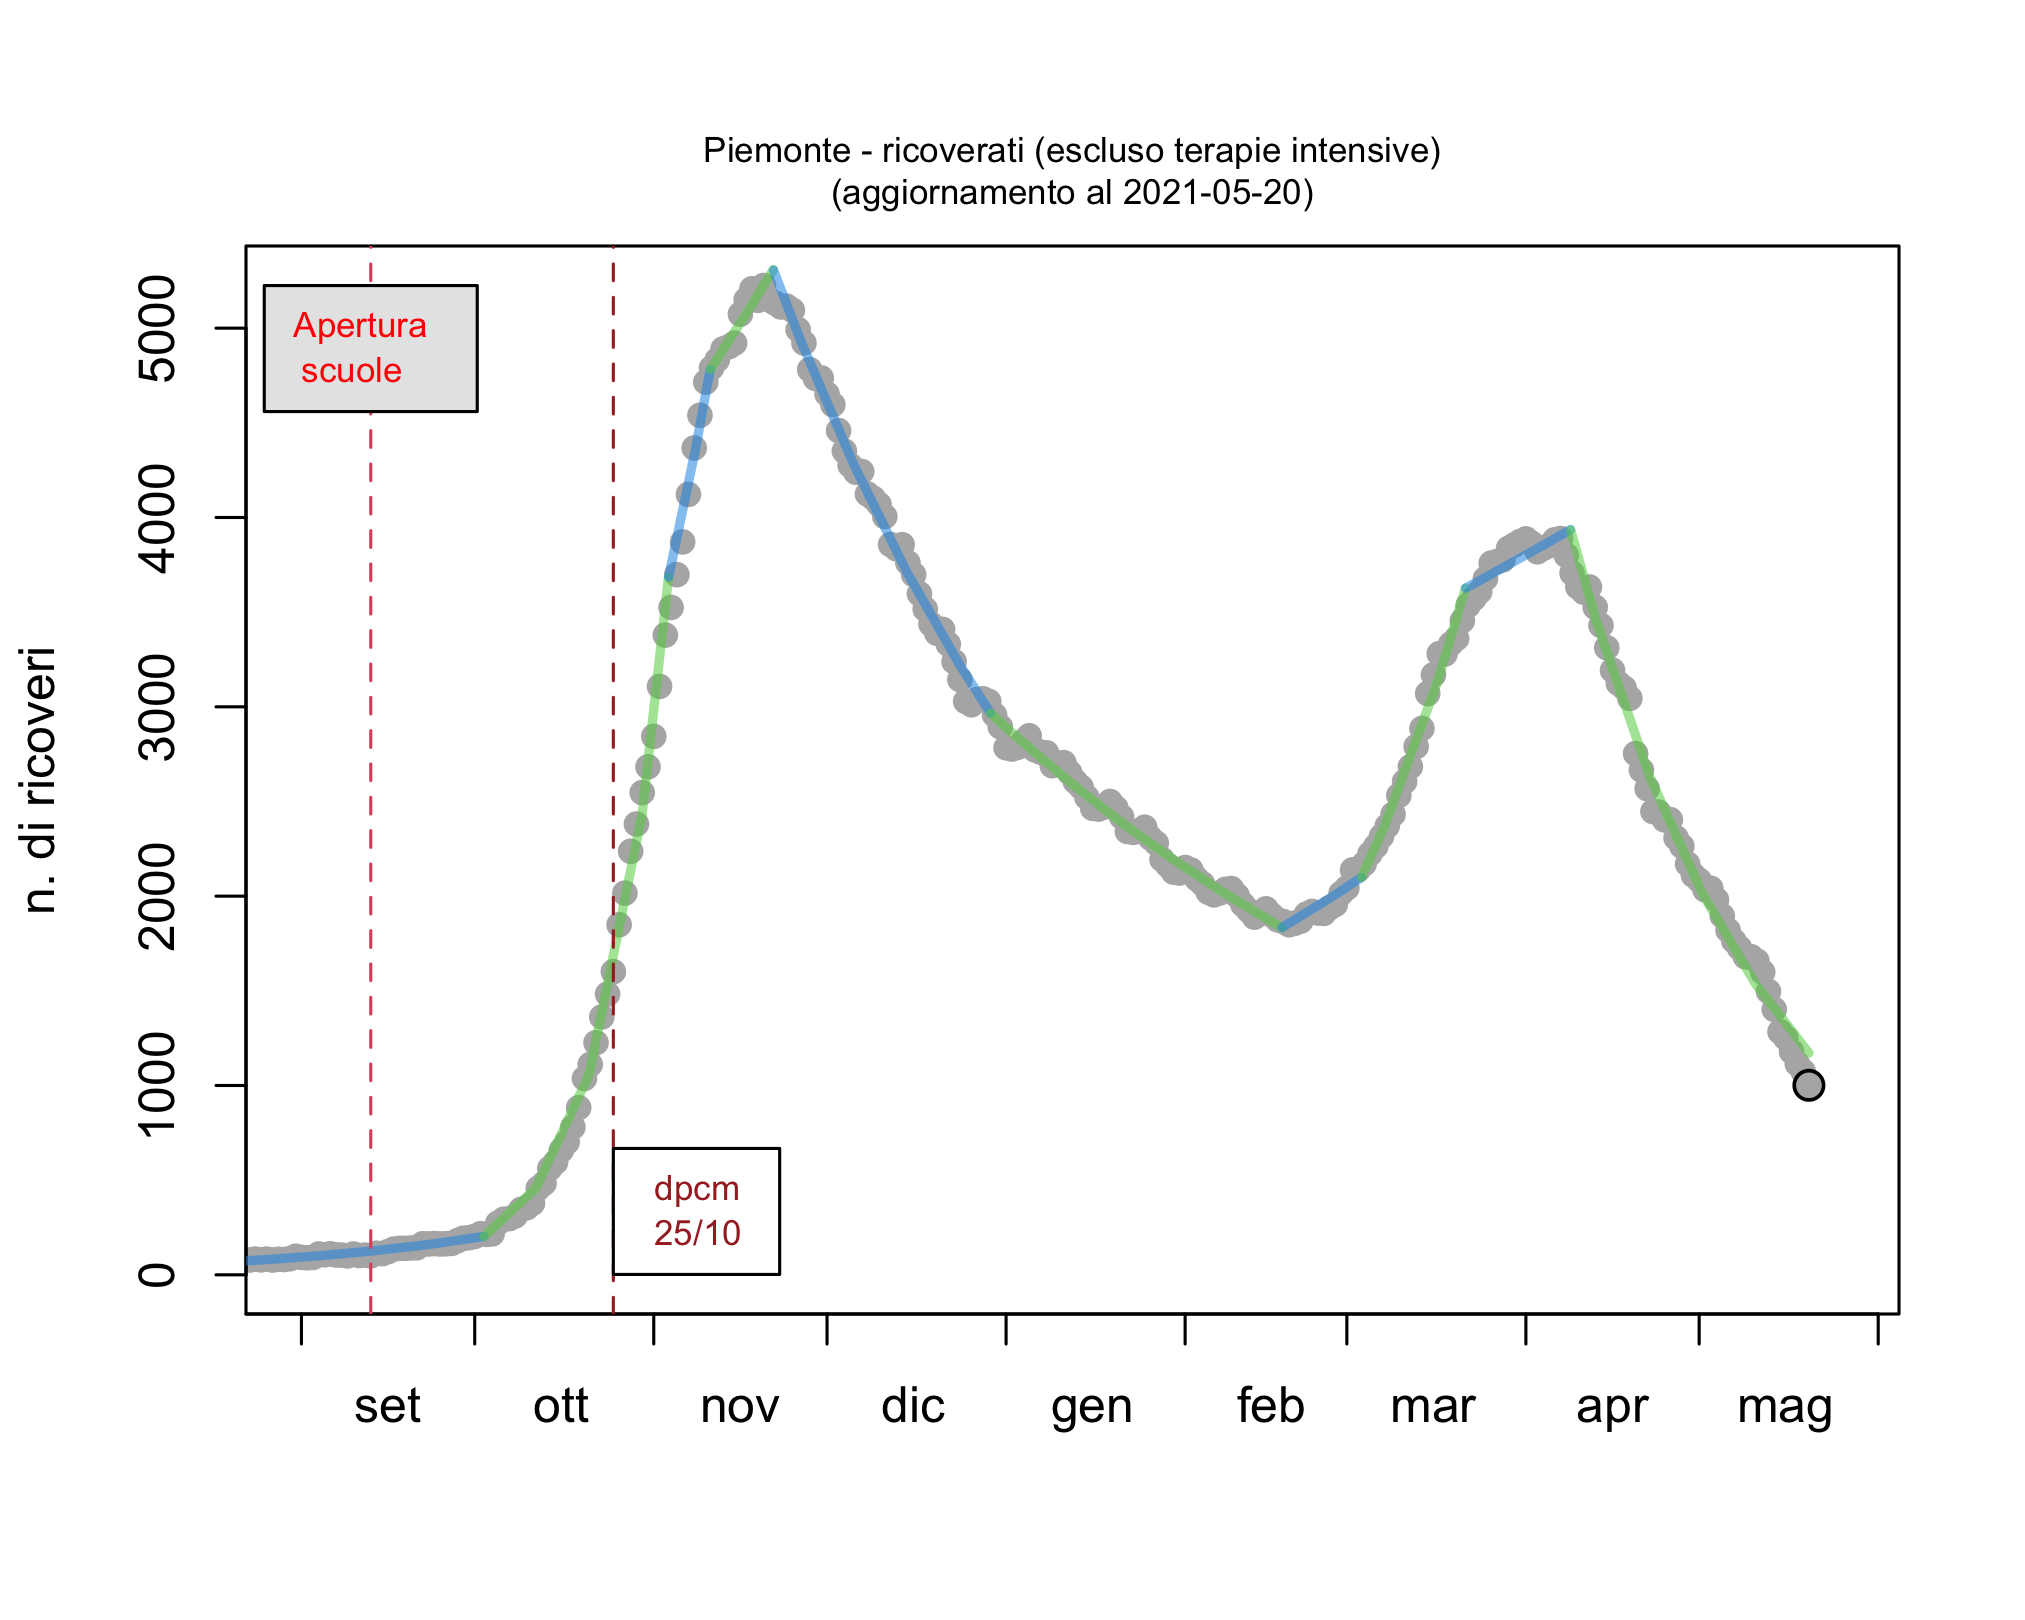 Piemonte - ricoverati (escluso terapie intensive)
(aggiornamento al 2021-05-20)
n. di ricoveri
5000
4000
3000
2000
1000
0
Apertura
scuole
dpcm
25/10
set ott nov dic gen feb mar apr mag